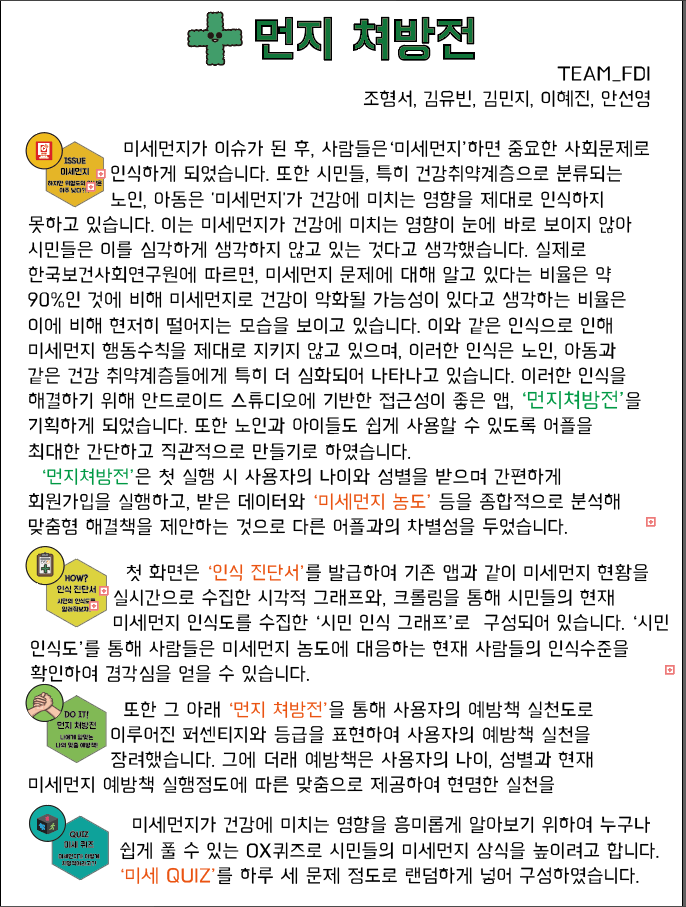 먼지 쳐방전
TEAM_FDI
조형서, 김유빈, 김민지, 이혜진, 안선영
ISSUE
미세먼지
미세먼지가 이슈가 된 후, 사람들은 '미세먼지'하면 중요한 사회문제로
인식하게 되었습니다. 또한 시민들, 특히 건강취약계층으로 분류되는
노인, 아동은 '미세먼지'가 건강에 미치는 영향을 제대로 인식하지
못하고 있습니다. 이는 미세먼지가 건강에 미치는 영향이 눈에 바로 보이지 않아
시민들은 이를 심각하게 생각하지 않고 있는 것다고 생각했습니다. 실제로
한국보건사회연구원에 따르면, 미세먼지 문제에 대해 알고 있다는 비율은 약
90%인 것에 비해 미세먼지로 건강이 악화될 가능성이 있다고 생각하는 비율은
이에 비해 현저히 떨어지는 모습을 보이고 있습니다. 이와 같은 인식으로 인해
미세먼지 행동수칙을 제대로 지키지 않고 있으며, 이러한 인식은 노인, 아동과
같은 건강 취약계층들에게 특히 더 심화되어 나타나고 있습니다. 이러한 인식을
해결하기 위해 안드로이드 스튜디오에 기반한 접근성이 좋은 앱, '먼지쳐방전'을
기획하게 되었습니다. 또한 노인과 아이들도 쉽게 사용할 수 있도록 어플을
최대한 간단하고 직관적으로 만들기로 하였습니다.
'먼지쳐방전'은 첫 실행 시 사용자의 나이와 성별을 받으며 간편하게
회원가입을 실행하고, 받은 데이터와 '미세먼지 농도' 등을 종합적으로 분석해
맞춤형 해결책을 제안하는 것으로 다른 어플과의 차별성을 두었습니다.
HOW?
인식 진단서
시민의 인식도를
알려줘보자
첫 화면은 '인식 진단서'를 발급하여 기존 앱과 같이 미세먼지 현황을
실시간으로 수집한 시각적 그래프와, 크롤링을 통해 시민들의 현재
미세먼지 인식도를 수집한 '시민 인식 그래프'로 구성되어 있습니다. '시민
인식도'를 통해 사람들은 미세먼지 농도에 대응하는 현재 사람들의 인식수준을
확인하여 경각심을 얻을 수 있습니다.
DO IT!
먼지 쳐방전
나에게 알맞는
나의 맞춤 예방책!
또한 그 아래 '먼지 쳐방전'을 통해 사용자의 예방책 실천도로
이루어진 퍼센티지와 등급을 표현하여 사용자의 예방책 실천을
장려했습니다. 그에 더래 예방책은 사용자의 나이, 성별과 현재
미세먼지 예방책 실행정도에 따른 맞춤으로 제공하여 현명한 실천을
QUIZ
미세 퀴즈
미세먼지가 건강에 미치는 영향을 흥미롭게 알아보기 위하여 누구나
쉽게 풀 수 있는 OX퀴즈로 시민들의 미세먼지 상식을 높이려고 합니다.
'미세 QUIZ'를 하루 세 문제 정도로 랜덤하게 넣어 구성하였습니다.